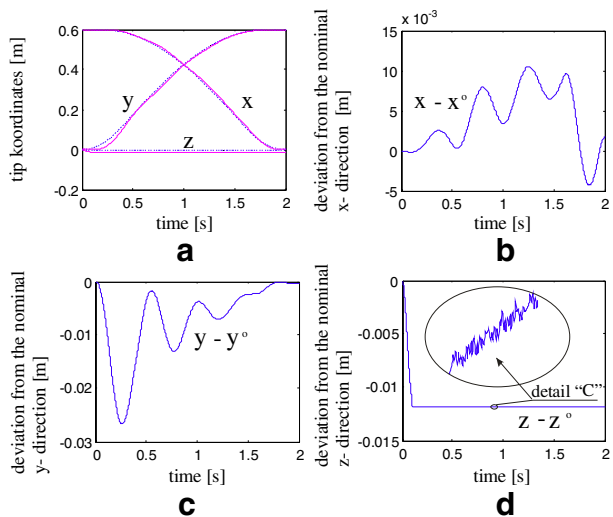 tip koordinates [m]
0.6
0.4
0.2
0
-0.2
y
x
z
0 0.5 1 1.5 2
time [s]
a
x 10⁻³
deviation from the nominal
x- direction [m]
15
10
5
0
-5
x - x°
0 0.5 1 1.5 2
time [s]
b
deviation from the nominal
y- direction [m]
0
-0.01
-0.02
-0.03
y - y°
0 0.5 1 1.5 2
time [s]
c
deviation from the nominal
z- direction [m]
0
-0.005
-0.01
-0.015
detail “C”
z - z°
0 0.5 1 1.5 2
time [s]
d